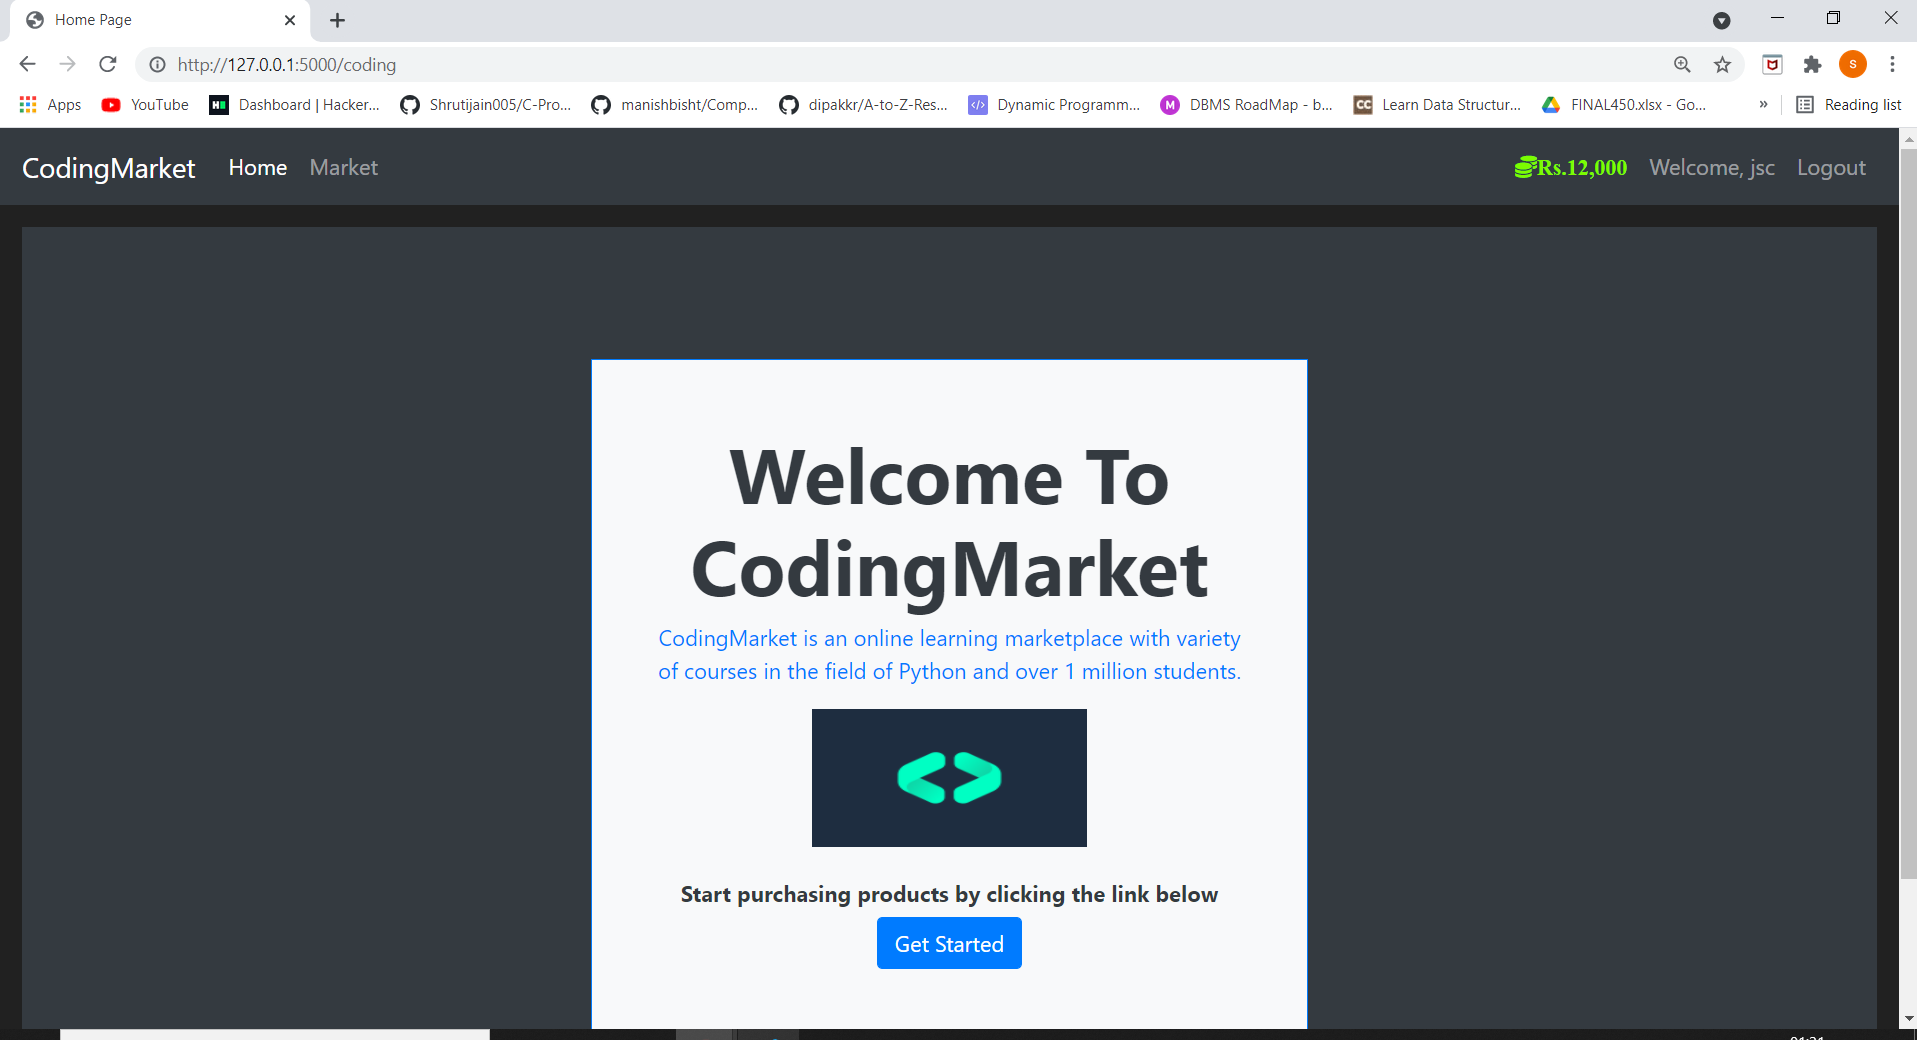 Home Page
http://127.0.0.1:5000/coding
S
Apps YouTube Dashboard | Hacker... Shrutijain005/C-Pro... manishbisht/Comp... dipakkr/A-to-Z-Res... Dynamic Programm... M DBMS RoadMap - b... CC Learn Data Structur... FINAL450.xlsx - Go... » Reading list
CodingMarket Home Market Rs.12,000 Welcome, jsc Logout
Welcome To
CodingMarket
CodingMarket is an online learning marketplace with variety
of courses in the field of Python and over 1 million students.
Start purchasing products by clicking the link below
Get Started